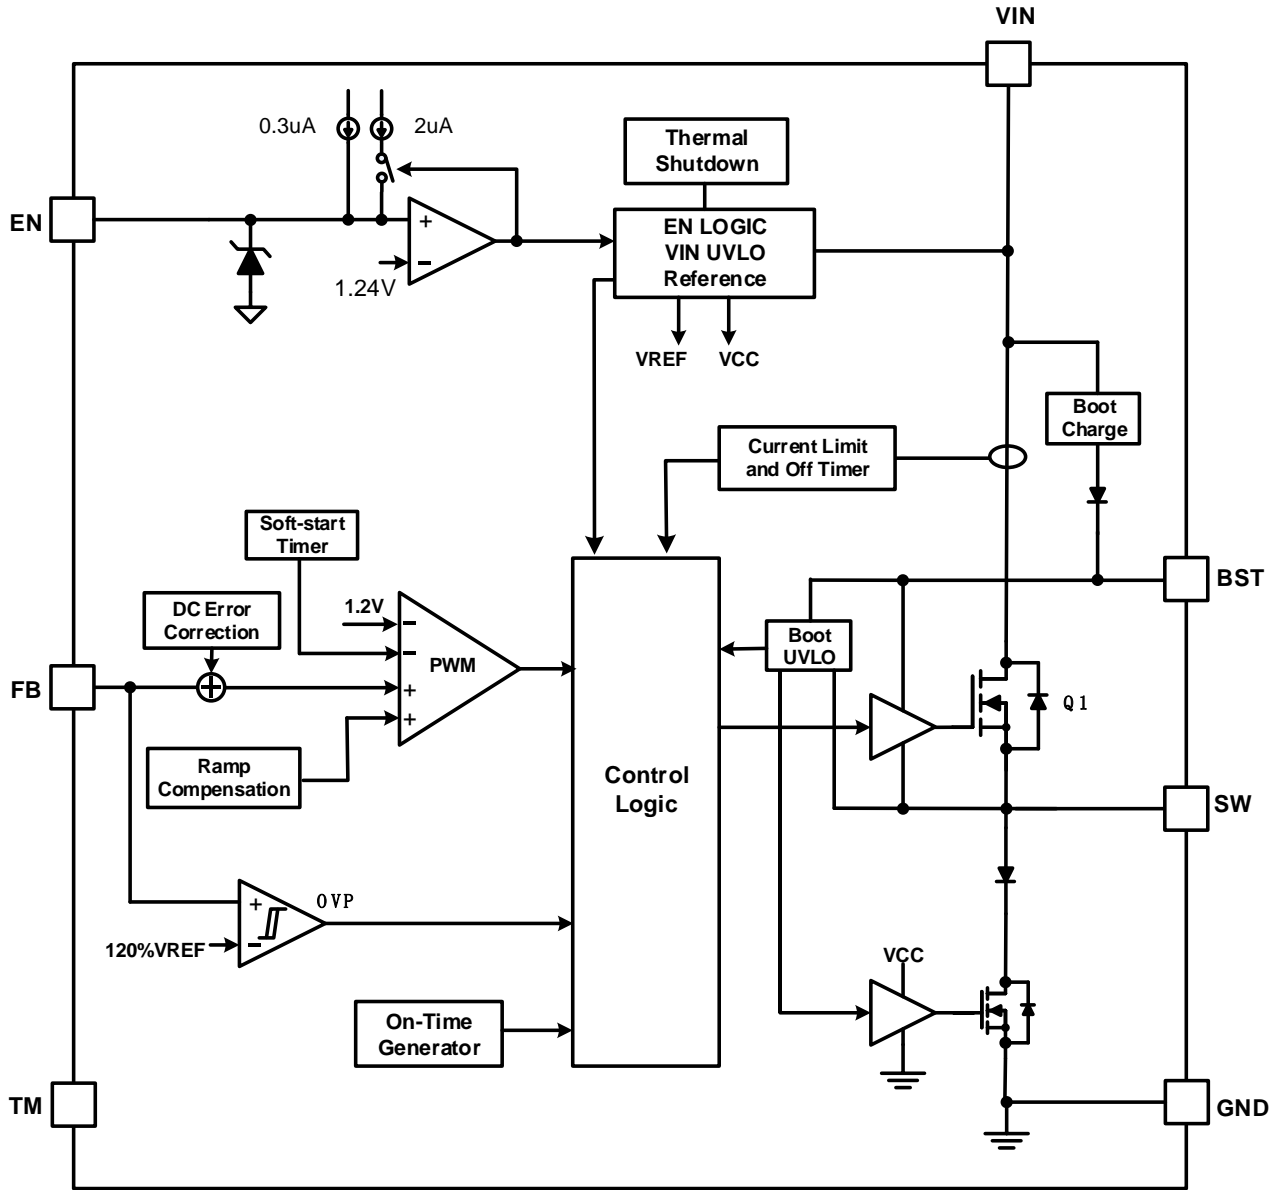 VIN
0.3uA
2uA
Thermal
Shutdown
EN
+
EN LOGIC
VIN UVLO
Reference
−
1.24V
VREF
VCC
Boot
Charge
Current Limit
and Off Timer
Soft-start
Timer
BST
DC Error
Correction
1.2V
−
−
PWM
Boot
UVLO
FB
+
+
Q1
Ramp
Compensation
Control
Logic
SW
OVP
+
−
120%VREF
VCC
On-Time
Generator
TM
GND